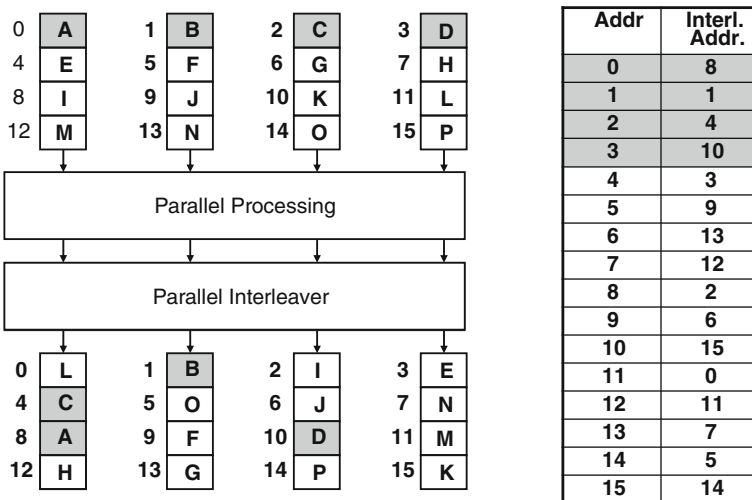 0 A 1 B 2 C 3 D
4 E 5 F 6 G 7 H
8 I 9 J 10 K 11 L
12 M 13 N 14 O 15 P
Parallel Processing
Parallel Interleaver
0 L 1 B 2 I 3 E
4 C 5 O 6 J 7 N
8 A 9 F 10 D 11 M
12 H 13 G 14 P 15 K
Addr Interl. Addr.
0 8
1 1
2 4
3 10
4 3
5 9
6 13
7 12
8 2
9 6
10 15
11 0
12 11
13 7
14 5
15 14